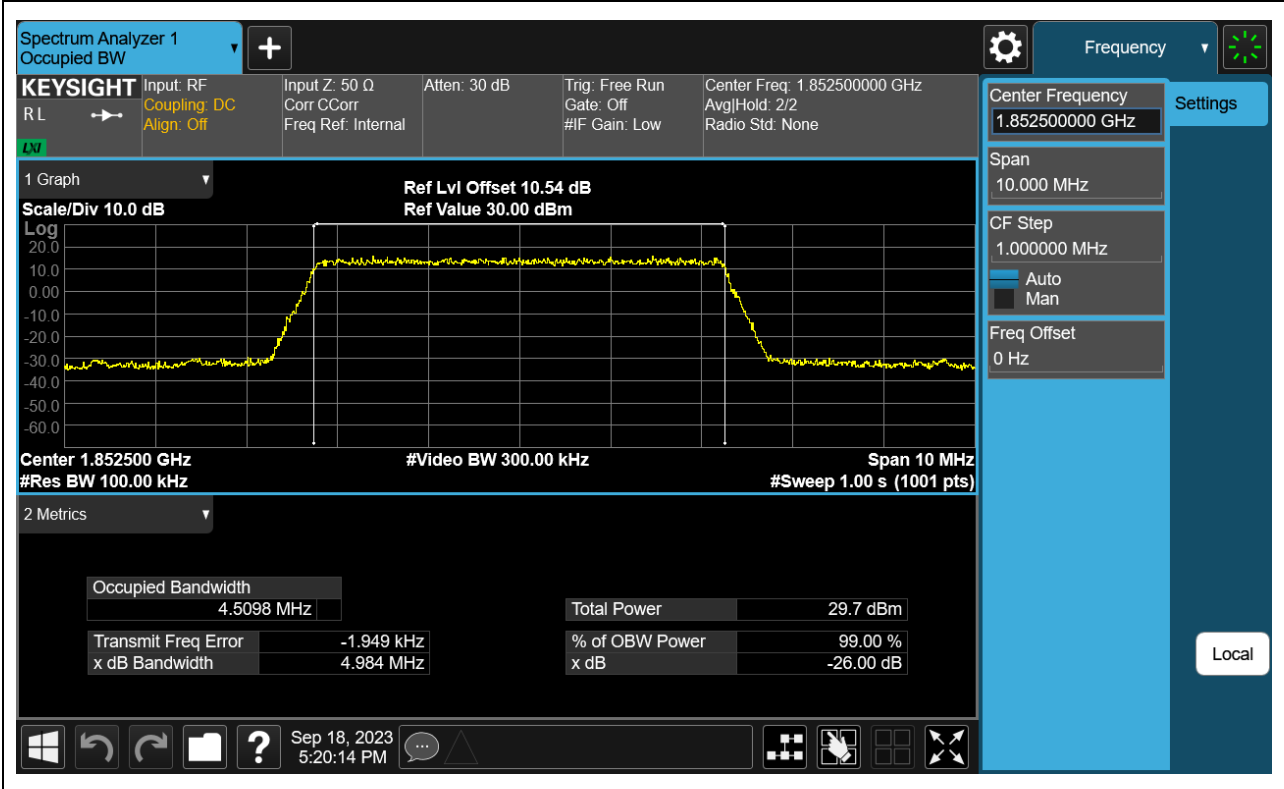 Spectrum Analyzer 1
Occupied BW
+
Frequency
KEYSIGHT
R L
LXI
Input: RF
Coupling: DC
Align: Off
Input Z: 50 Ω
Corr CCorr
Freq Ref: Internal
Atten: 30 dB
Trig: Free Run
Gate: Off
#IF Gain: Low
Center Freq: 1.852500000 GHz
Avg|Hold: 2/2
Radio Std: None
Center Frequency
1.852500000 GHz
Settings
Span
10.000 MHz
CF Step
1.000000 MHz
Auto
Man
Freq Offset
0 Hz
Local
1 Graph
Ref Lvl Offset 10.54 dB
Scale/Div 10.0 dB
Ref Value 30.00 dBm
Log
20.0
10.0
0.00
-10.0
-20.0
-30.0
-40.0
-50.0
-60.0
Center 1.852500 GHz
#Video BW 300.00 kHz
Span 10 MHz
#Res BW 100.00 kHz
#Sweep 1.00 s (1001 pts)
2 Metrics
Occupied Bandwidth
4.5098 MHz
Total Power 29.7 dBm
Transmit Freq Error -1.949 kHz
% of OBW Power 99.00 %
x dB Bandwidth 4.984 MHz
x dB -26.00 dB
?
Sep 18, 2023
5:20:14 PM